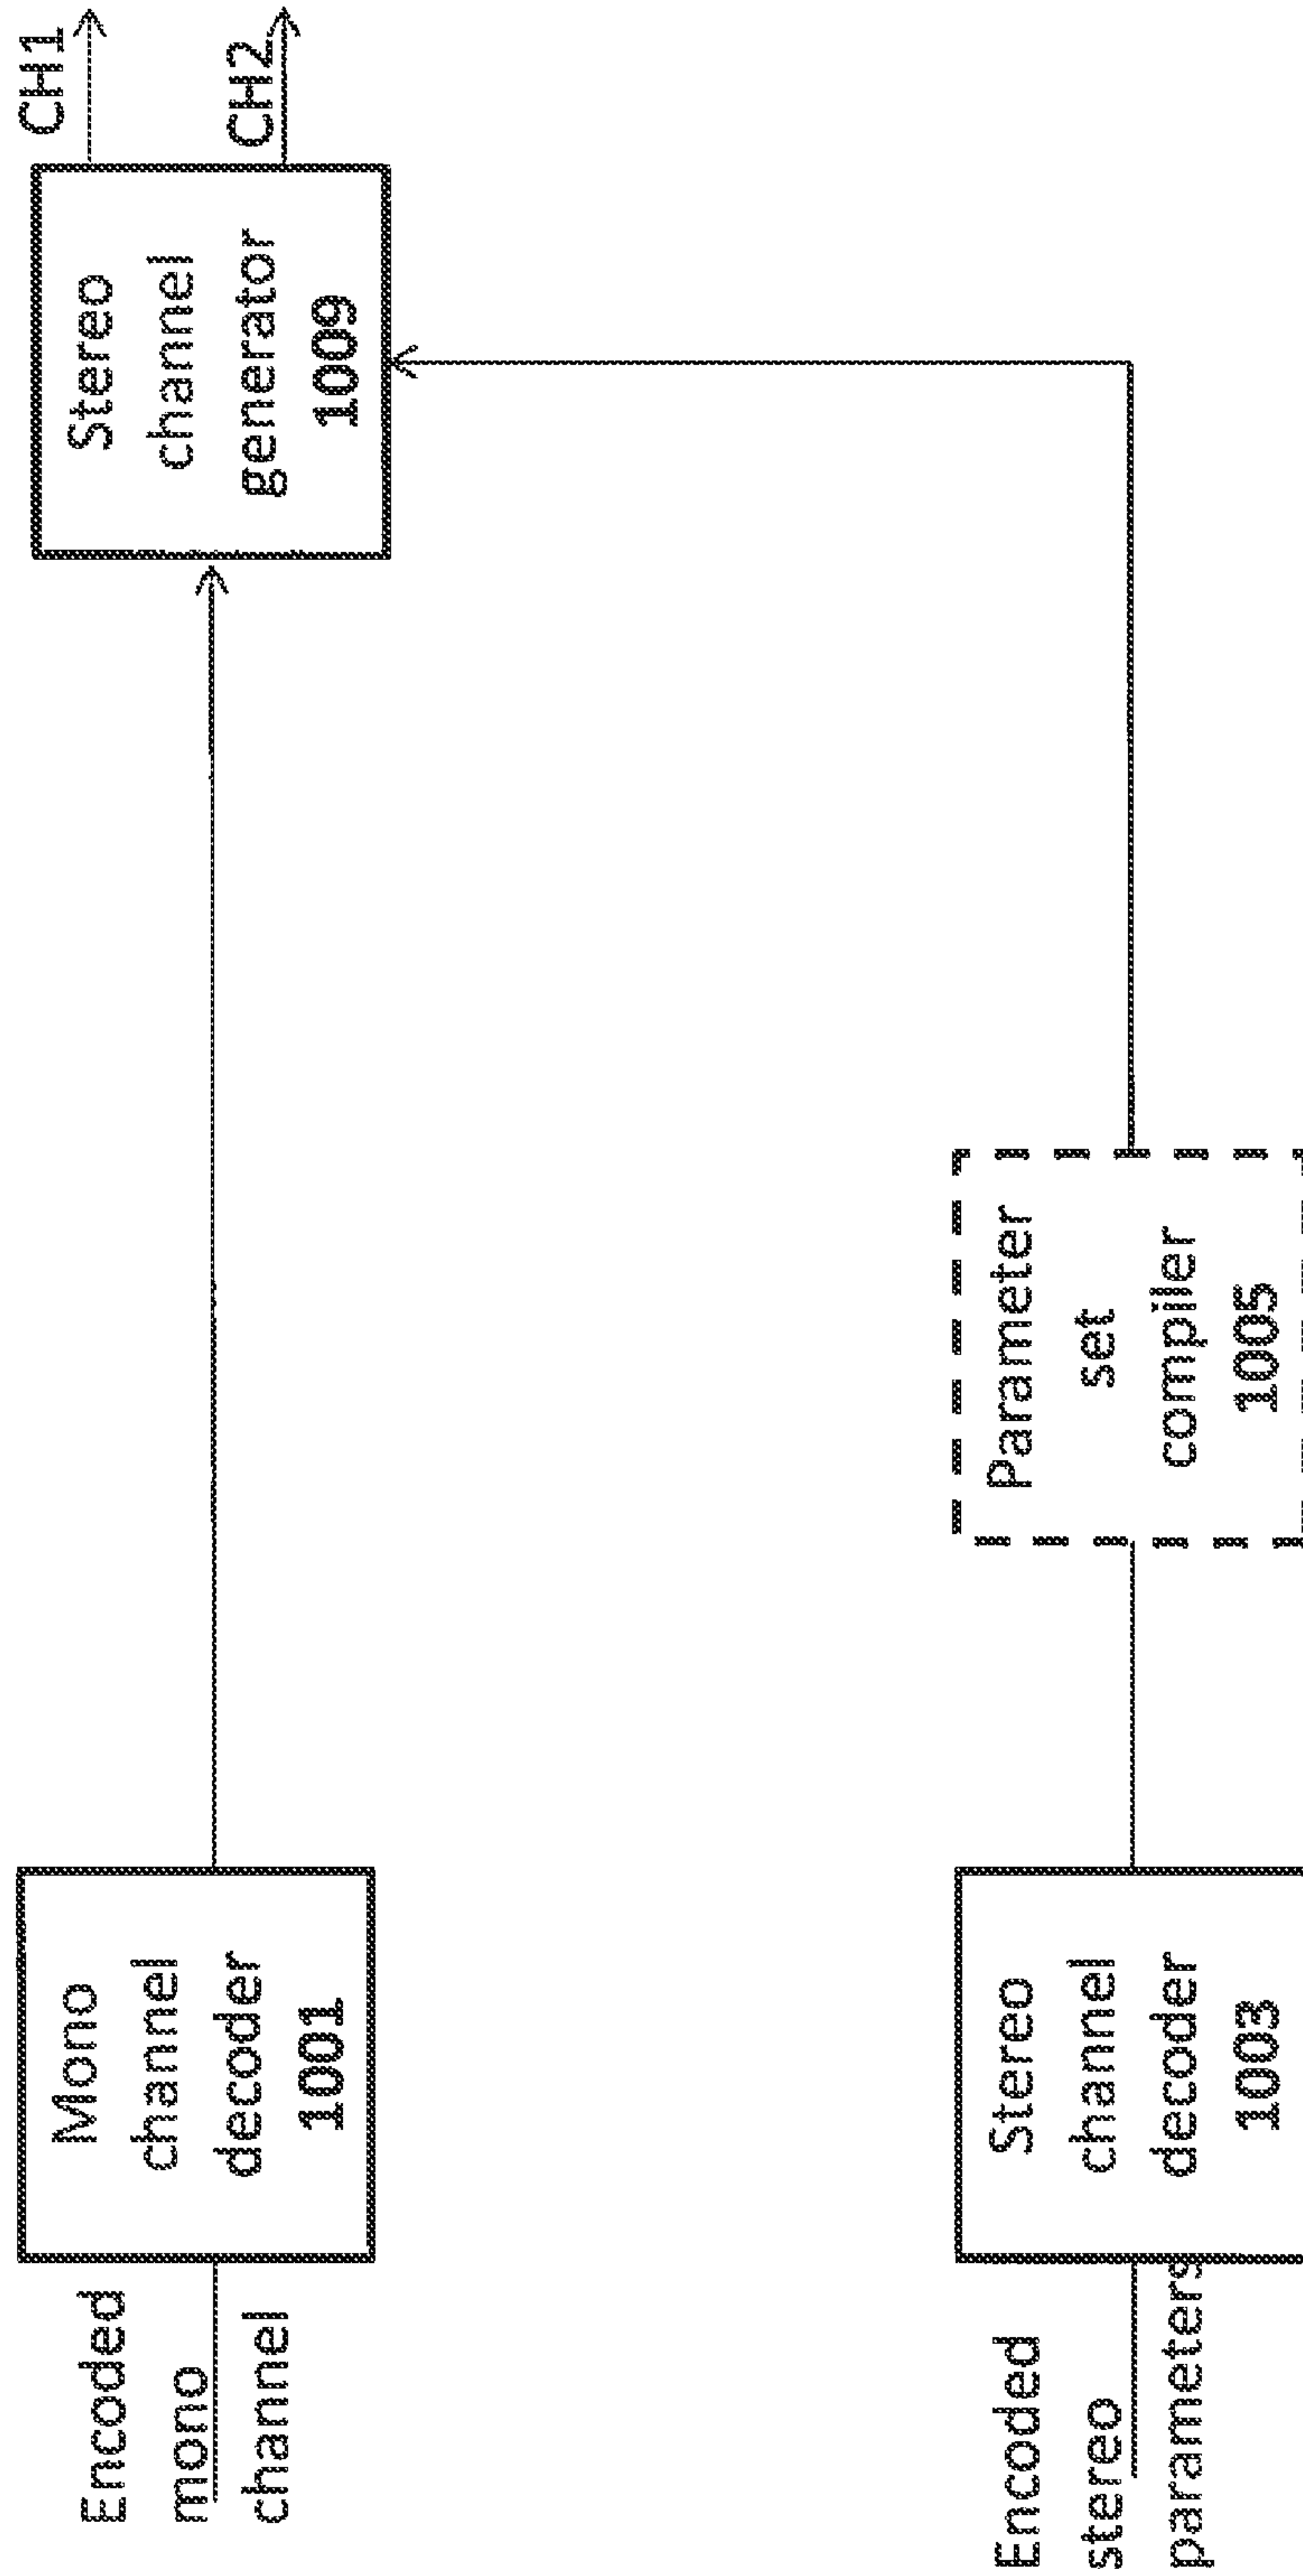 Encoded
mono
channel
Mono
channel
decoder
1001
Stereo
channel
generator
1009
CH1
CH2
Encoded
stereo
parameters
Stereo
channel
decoder
1003
Parameter
set
compiler
1005